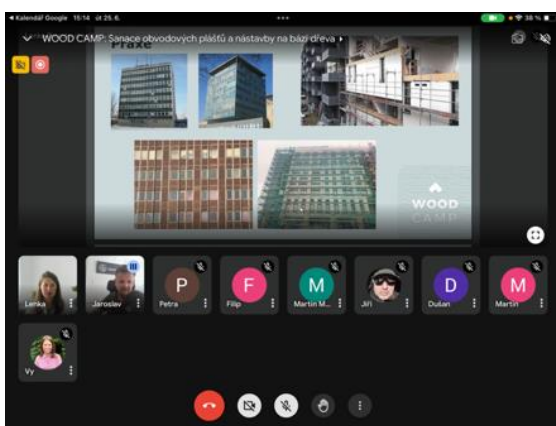 Kalendář Google 15:14 út 25. 6.
38 %
WOOD CAMP: Sanace obvodových plášťů a nástavby na bázi dřeva
Praxe
WOOD
CAMP
P
F
M
D
M
Lenka
Jaroslav
Petra
Filip
Martin M...
Jiří
Dušan
Martin
Vy